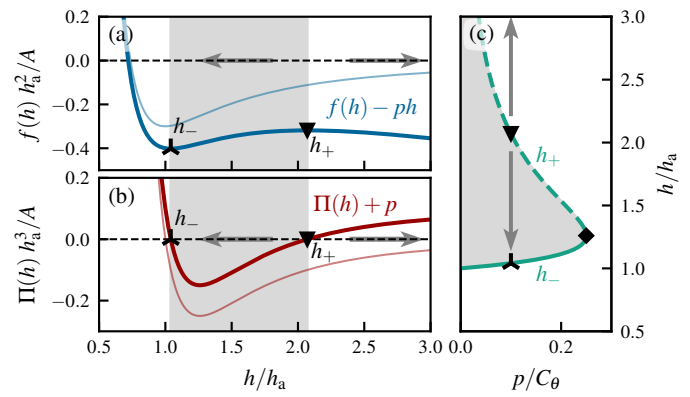 (a)
0.2
0.0
−0.2
−0.4
f(h) h_a^2/A
h_−
h_+
f(h) − ph
(b)
0.2
0.0
−0.2
Π(h) h_a^3/A
h_−
h_+
Π(h) + p
0.5 1.0 1.5 2.0 2.5 3.0
h/h_a
(c)
3.0
2.5
2.0
1.5
1.0
0.5
h/h_a
h_+
h_−
0.0 0.2
p/C_θ